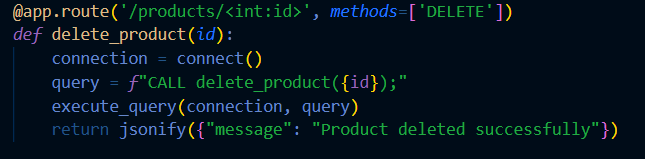 @app.route('/products/<int:id>', methods=['DELETE'])
def delete_product(id):
    connection = connect()
    query = f"CALL delete_product({id});"
    execute_query(connection, query)
    return jsonify({"message": "Product deleted successfully"})